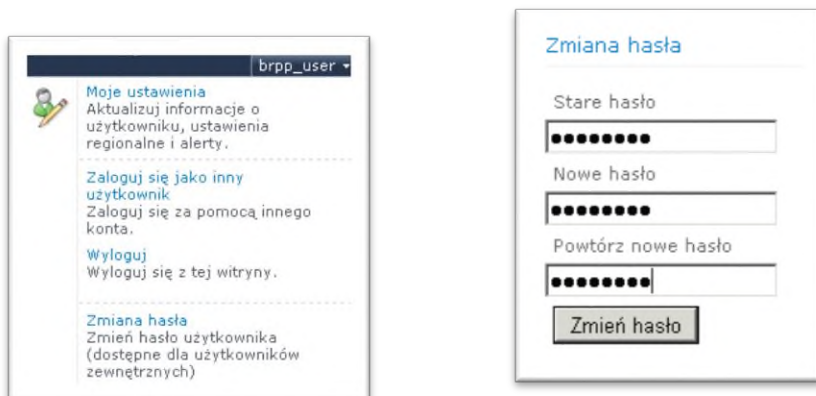 brpp_user
Moje ustawienia
Aktualizuj informacje o
użytkowniku, ustawienia
regionalne i alerty.
Zaloguj się jako inny
użytkownik
Zaloguj się za pomocą innego
konta.
Wyloguj
Wyloguj się z tej witryny.
Zmiana hasła
Zmień hasło użytkownika
(dostępne dla użytkowników
zewnętrznych)
Zmiana hasła
Stare hasło
●●●●●●●●
Nowe hasło
●●●●●●●●
Powtórz nowe hasło
●●●●●●●●
Zmień hasło